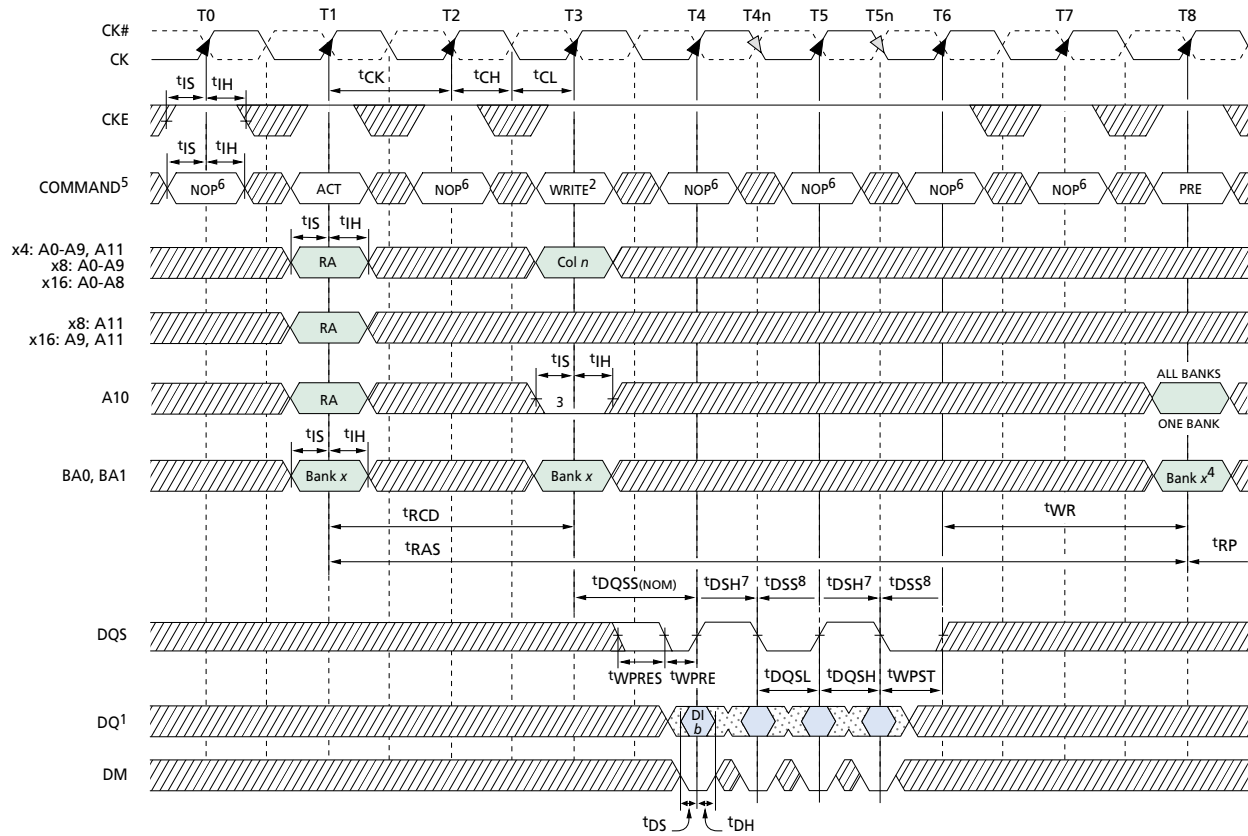 T0 T1 T2 T3 T4 T4n T5 T5n T6 T7 T8
CK#
CK
tIS tIH tCK tCH tCL
CKE
tIS tIH
COMMAND5 NOP6 ACT NOP6 WRITE2 NOP6 NOP6 NOP6 NOP6 PRE
tIS tIH
x4: A0-A9, A11
x8: A0-A9
x16: A0-A8
RA Col n
x8: A11
x16: A9, A11
RA
tIS tIH
ALL BANKS
A10 RA 3
ONE BANK
tIS tIH
BA0, BA1 Bank x Bank x Bank x4
tRCD tWR
tRAS tRP
tDQSS(NOM) tDSH7 tDSS8 tDSH7 tDSS8
DQS
tWPRES tWPRE tDQSL tDQSH tWPST
DQ1 DI
b
DM
tDS tDH